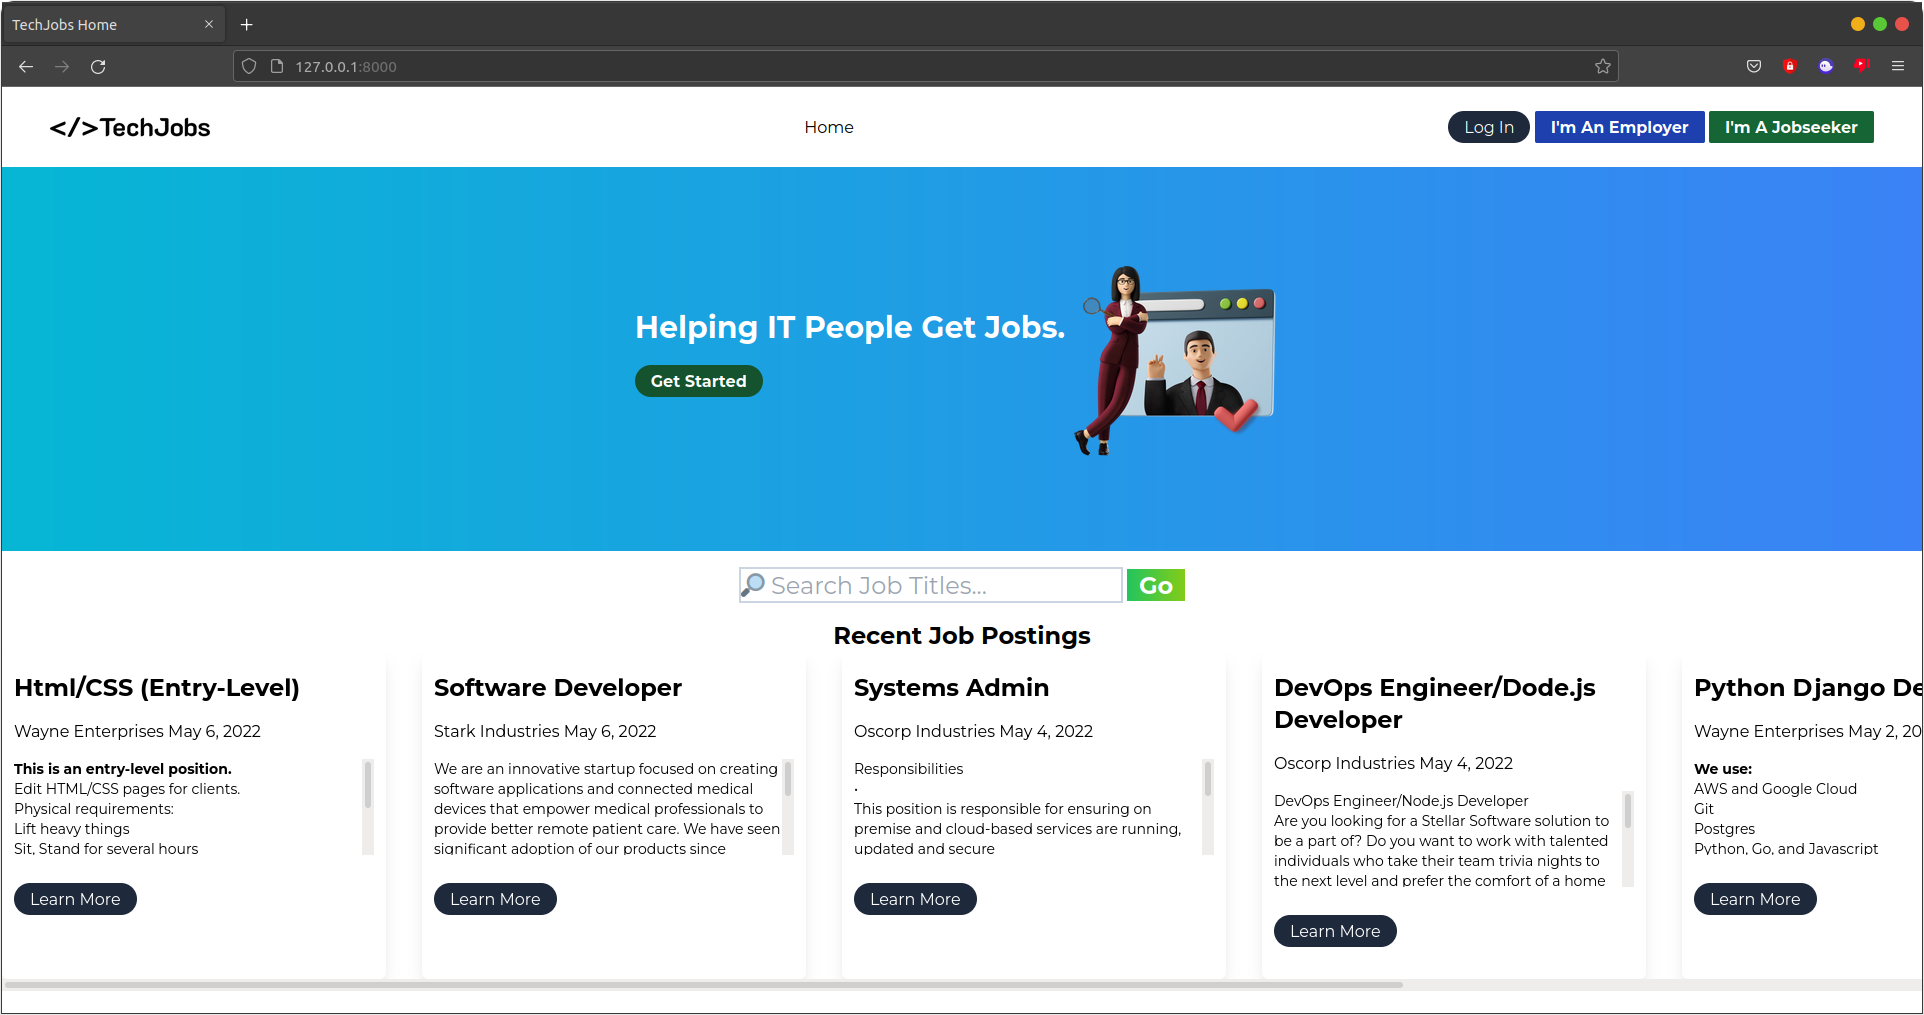 TechJobs Home
127.0.0.1:8000
</>TechJobs
Home
Log In
I'm An Employer
I'm A Jobseeker
Helping IT People Get Jobs.
Get Started
Search Job Titles...
Go
Recent Job Postings
Html/CSS (Entry-Level)
Wayne Enterprises May 6, 2022
This is an entry-level position.
Edit HTML/CSS pages for clients.
Physical requirements:
Lift heavy things
Sit, Stand for several hours
Learn More
Software Developer
Stark Industries May 6, 2022
We are an innovative startup focused on creating
software applications and connected medical
devices that empower medical professionals to
provide better remote patient care. We have seen
significant adoption of our products since
Learn More
Systems Admin
Oscorp Industries May 4, 2022
Responsibilities
·
This position is responsible for ensuring on
premise and cloud-based services are running,
updated and secure
Learn More
DevOps Engineer/Dode.js
Developer
Oscorp Industries May 4, 2022
DevOps Engineer/Node.js Developer
Are you looking for a Stellar Software solution to
be a part of? Do you want to work with talented
individuals who take their team trivia nights to
the next level and prefer the comfort of a home
Learn More
Python Django De
Wayne Enterprises May 2, 20
We use:
AWS and Google Cloud
Git
Postgres
Python, Go, and Javascript
Learn More